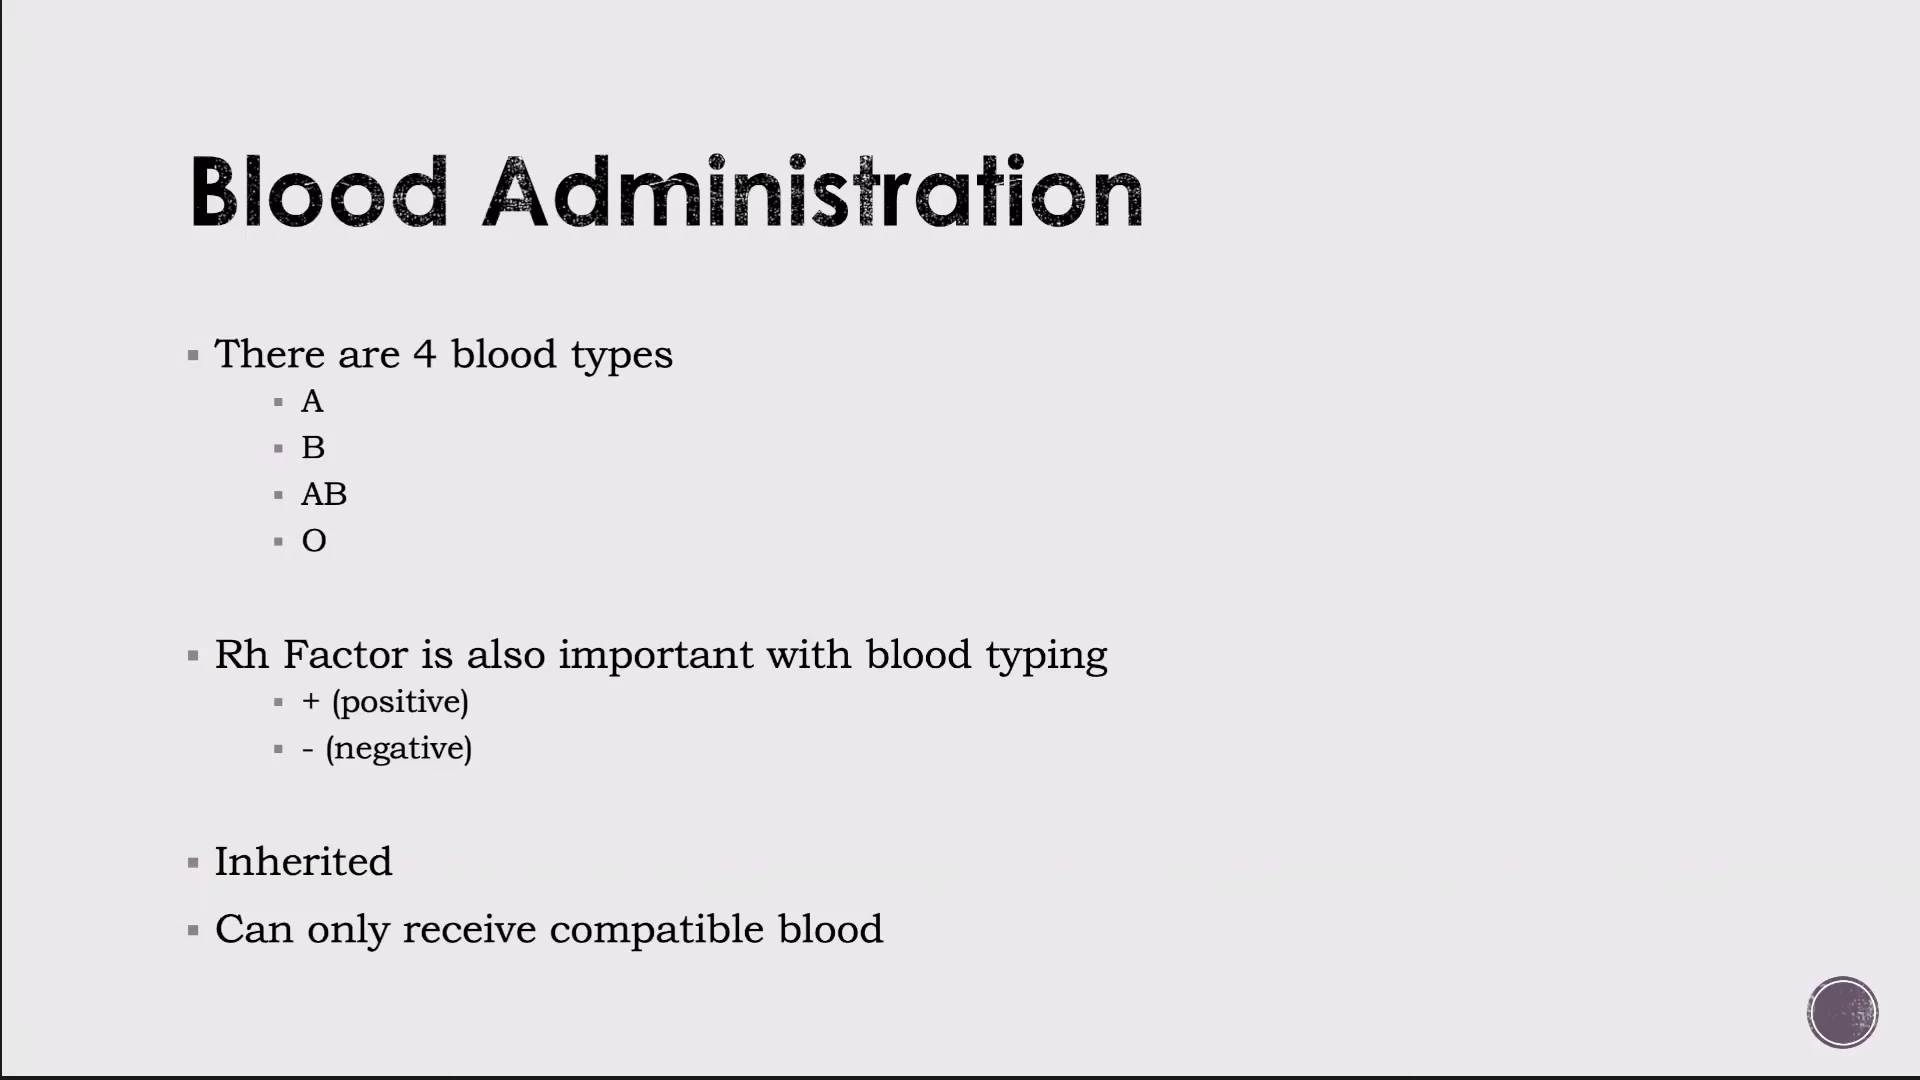 Blood Administration
▪ There are 4 blood types
▪ A
▪ B
▪ AB
▪ O
▪ Rh Factor is also important with blood typing
▪ + (positive)
▪ - (negative)
▪ Inherited
▪ Can only receive compatible blood